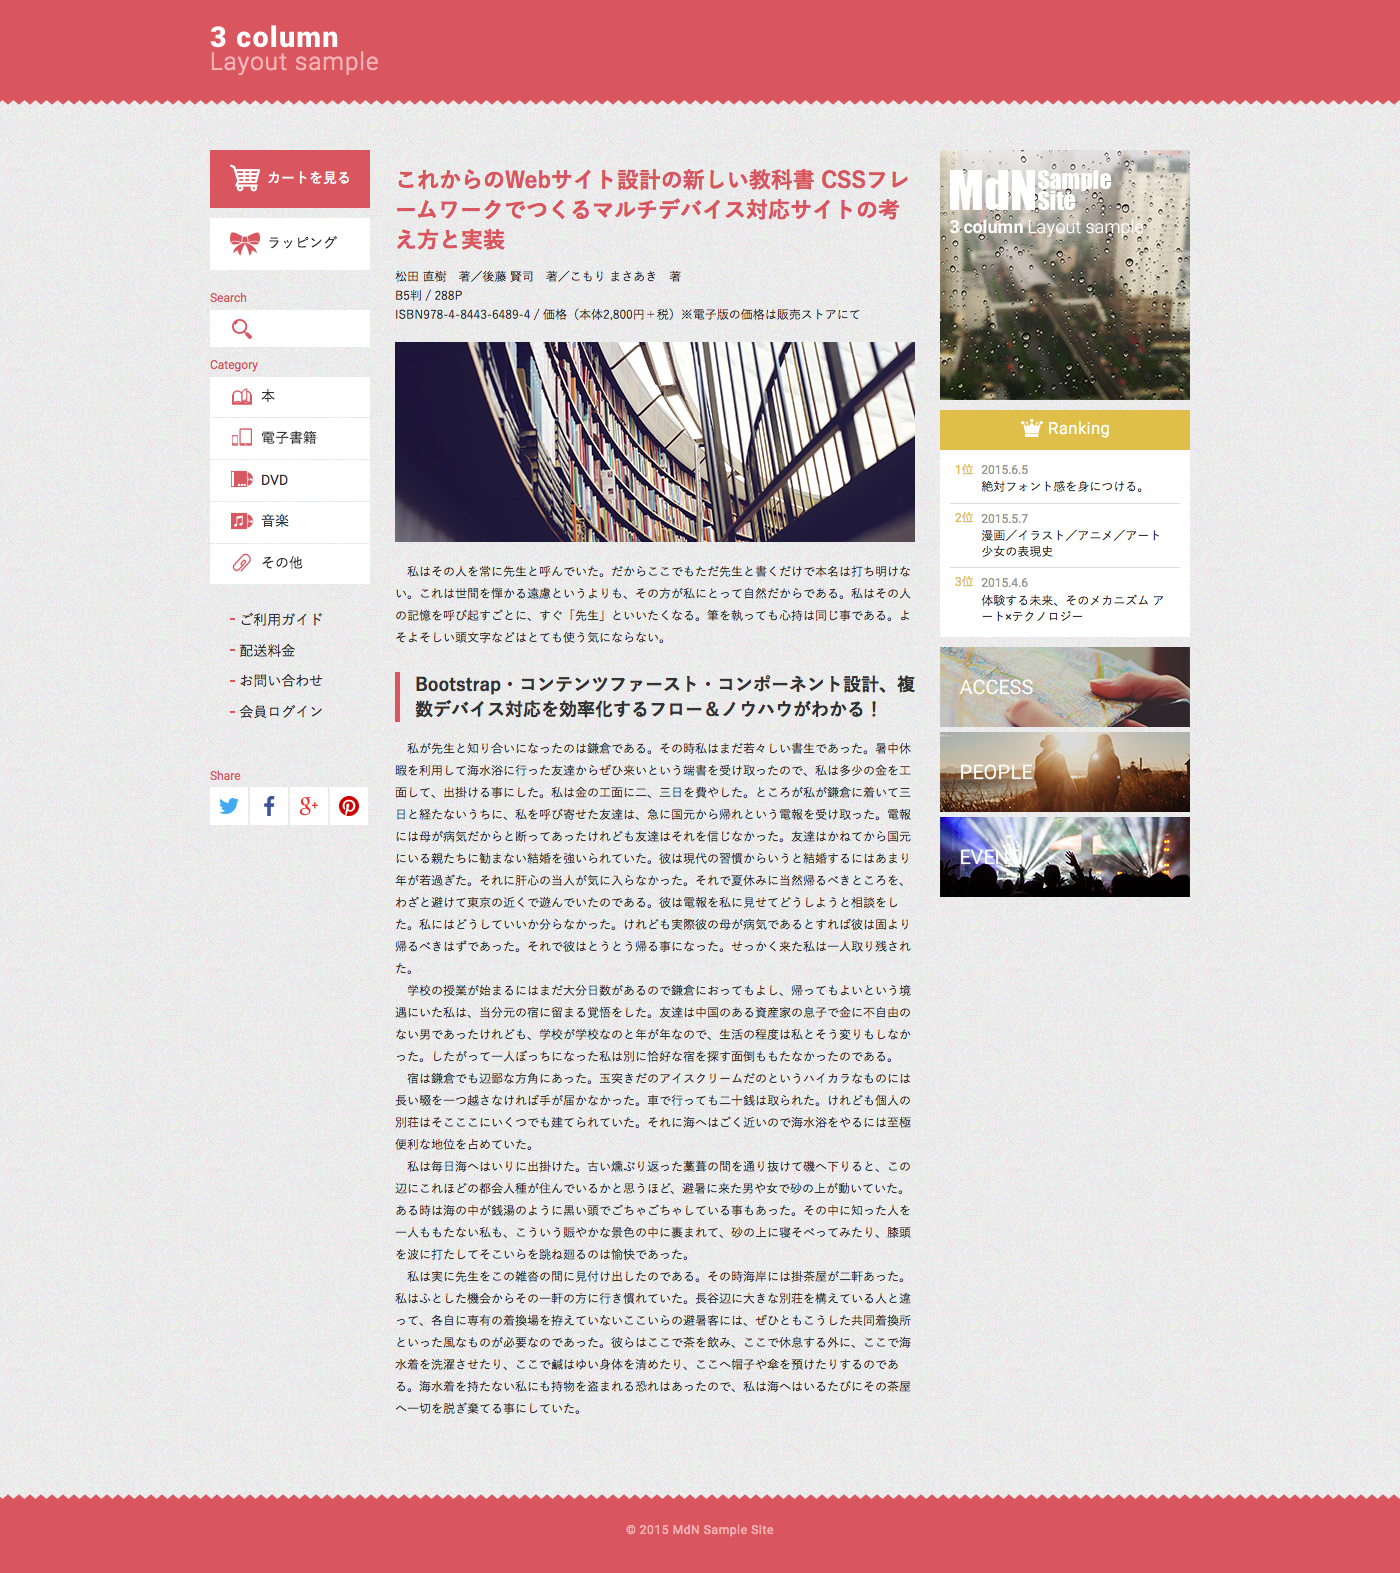 3 column
Layout sample
カートを見る
ラッピング
Search
Category
本
電子書籍
DVD
音楽
その他
ご利用ガイド
配送料金
お問い合わせ
会員ログイン
Share
これからのWebサイト設計の新しい教科書 CSSフレ
ームワークでつくるマルチデバイス対応サイトの考
え方と実装
松田 直樹　著／後藤 賢司　著／こもり まさあき　著
B5判 / 288P
ISBN978-4-8443-6489-4 / 価格（本体2,800円＋税）※電子版の価格は販売ストアにて
私はその人を常に先生と呼んでいた。だからここでもただ先生と書くだけで本名は打ち明けな
い。これは世間を憚かる遠慮というよりも、その方が私にとって自然だからである。私はその人
の記憶を呼び起すごとに、すぐ「先生」といいたくなる。筆を執っても心持は同じ事である。よ
そよそしい頭文字などはとても使う気にならない。
Bootstrap・コンテンツファースト・コンポーネント設計、複
数デバイス対応を効率化するフロー＆ノウハウがわかる！
私が先生と知り合いになったのは鎌倉である。その時私はまだ若々しい書生であった。暑中休
暇を利用して海水浴に行った友達からぜひ来いという端書を受け取ったので、私は多少の金を工
面して、出掛ける事にした。私は金の工面に二、三日を費やした。ところが私が鎌倉に着いて三
日と経たないうちに、私を呼び寄せた友達は、急に国元から帰れという電報を受け取った。電報
には母が病気だからと断ってあったけれども友達はそれを信じなかった。友達はかねてから国元
にいる親たちに勧まない結婚を強いられていた。彼は現代の習慣からいうと結婚するにはあまり
年が若過ぎた。それに肝心の当人が気に入らなかった。それで夏休みに当然帰るべきところを、
わざと避けて東京の近くで遊んでいたのである。彼は電報を私に見せてどうしようと相談をし
た。私にはどうしていいか分らなかった。けれども実際彼の母が病気であるとすれば彼は固より
帰るべきはずであった。それで彼はとうとう帰る事になった。せっかく来た私は一人取り残され
た。
学校の授業が始まるにはまだ大分日数があるので鎌倉におってもよし、帰ってもよいという境
遇にいた私は、当分元の宿に留まる覚悟をした。友達は中国のある資産家の息子で金に不自由の
ない男であったけれども、学校が学校なのと年が年なので、生活の程度は私とそう変りもしなか
った。したがって一人ぼっちになった私は別に恰好な宿を探す面倒ももたなかったのである。
宿は鎌倉でも辺鄙な方角にあった。玉突きだのアイスクリームだのというハイカラなものには
長い畷を一つ越さなければ手が届かなかった。車で行っても二十銭は取られた。けれども個人の
別荘はそこここにいくつでも建てられていた。それに海へはごく近いので海水浴をやるには至極
便利な地位を占めていた。
私は毎日海へはいりに出掛けた。古い燻ぶり返った藁葺の間を通り抜けて磯へ下りると、この
辺にこれほどの都会人種が住んでいるかと思うほど、避暑に来た男や女で砂の上が動いていた。
ある時は海の中が銭湯のように黒い頭でごちゃごちゃしている事もあった。その中に知った人を
一人ももたない私も、こういう賑やかな景色の中に裹まれて、砂の上に寝そべってみたり、膝頭
を波に打たしてそこいらを跳ね廻るのは愉快であった。
私は実に先生をこの雑沓の間に見付け出したのである。その時海岸には掛茶屋が二軒あった。
私はふとした機会からその一軒の方に行き慣れていた。長谷辺に大きな別荘を構えている人と違
って、各自に専有の着換場を拵えていないここいらの避暑客には、ぜひともこうした共同着換所
といった風なものが必要なのであった。彼らはここで茶を飲み、ここで休息する外に、ここで海
水着を洗濯させたり、ここで鹹はゆい身体を清めたり、ここへ帽子や傘を預けたりするのであ
る。海水着を持たない私にも持物を盗まれる恐れはあったので、私は海へはいるたびにその茶屋
へ一切を脱ぎ棄てる事にしていた。
MdN Sample
Site
3 column Layout sample
Ranking
1位 2015.6.5
絶対フォント感を身につける。
2位 2015.5.7
漫画／イラスト／アニメ／アート
少女の表現史
3位 2015.4.6
体験する未来、そのメカニズム ア
ート×テクノロジー
ACCESS
PEOPLE
EVENT
© 2015 MdN Sample Site